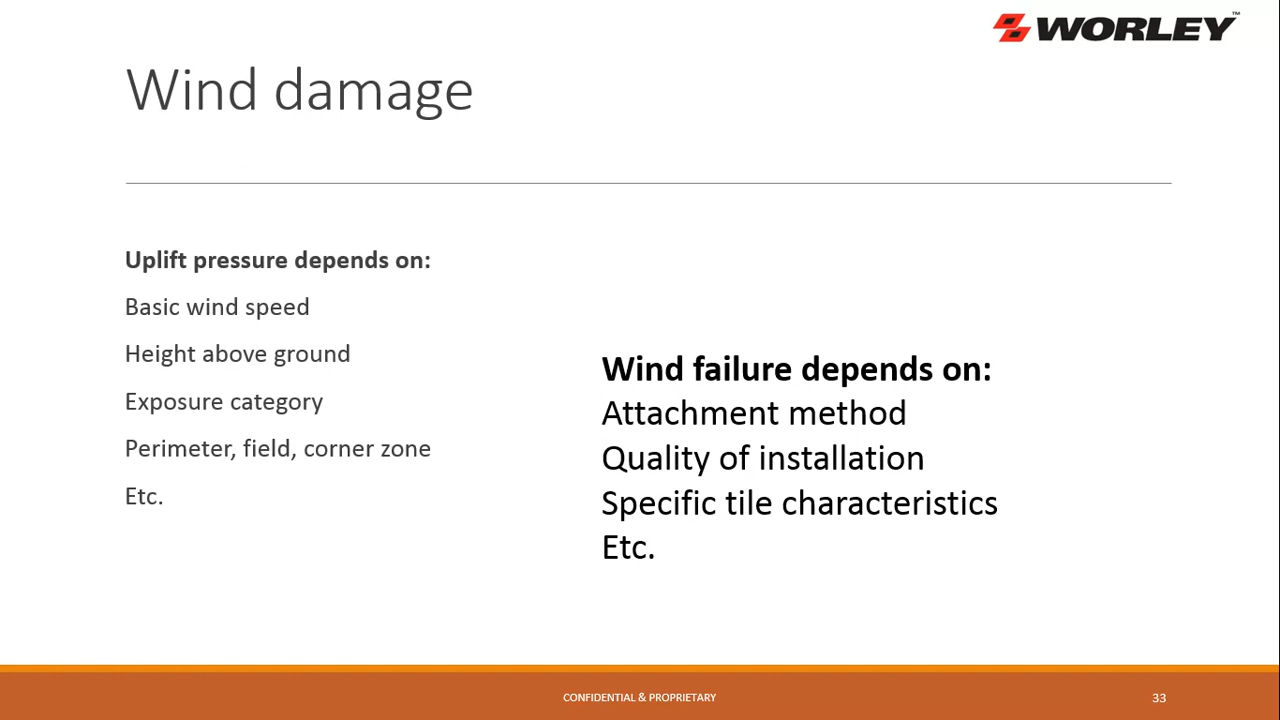 WORLEY™
Wind damage
Uplift pressure depends on:
Basic wind speed
Height above ground
Exposure category
Perimeter, field, corner zone
Etc.
Wind failure depends on:
Attachment method
Quality of installation
Specific tile characteristics
Etc.
CONFIDENTIAL & PROPRIETARY
33